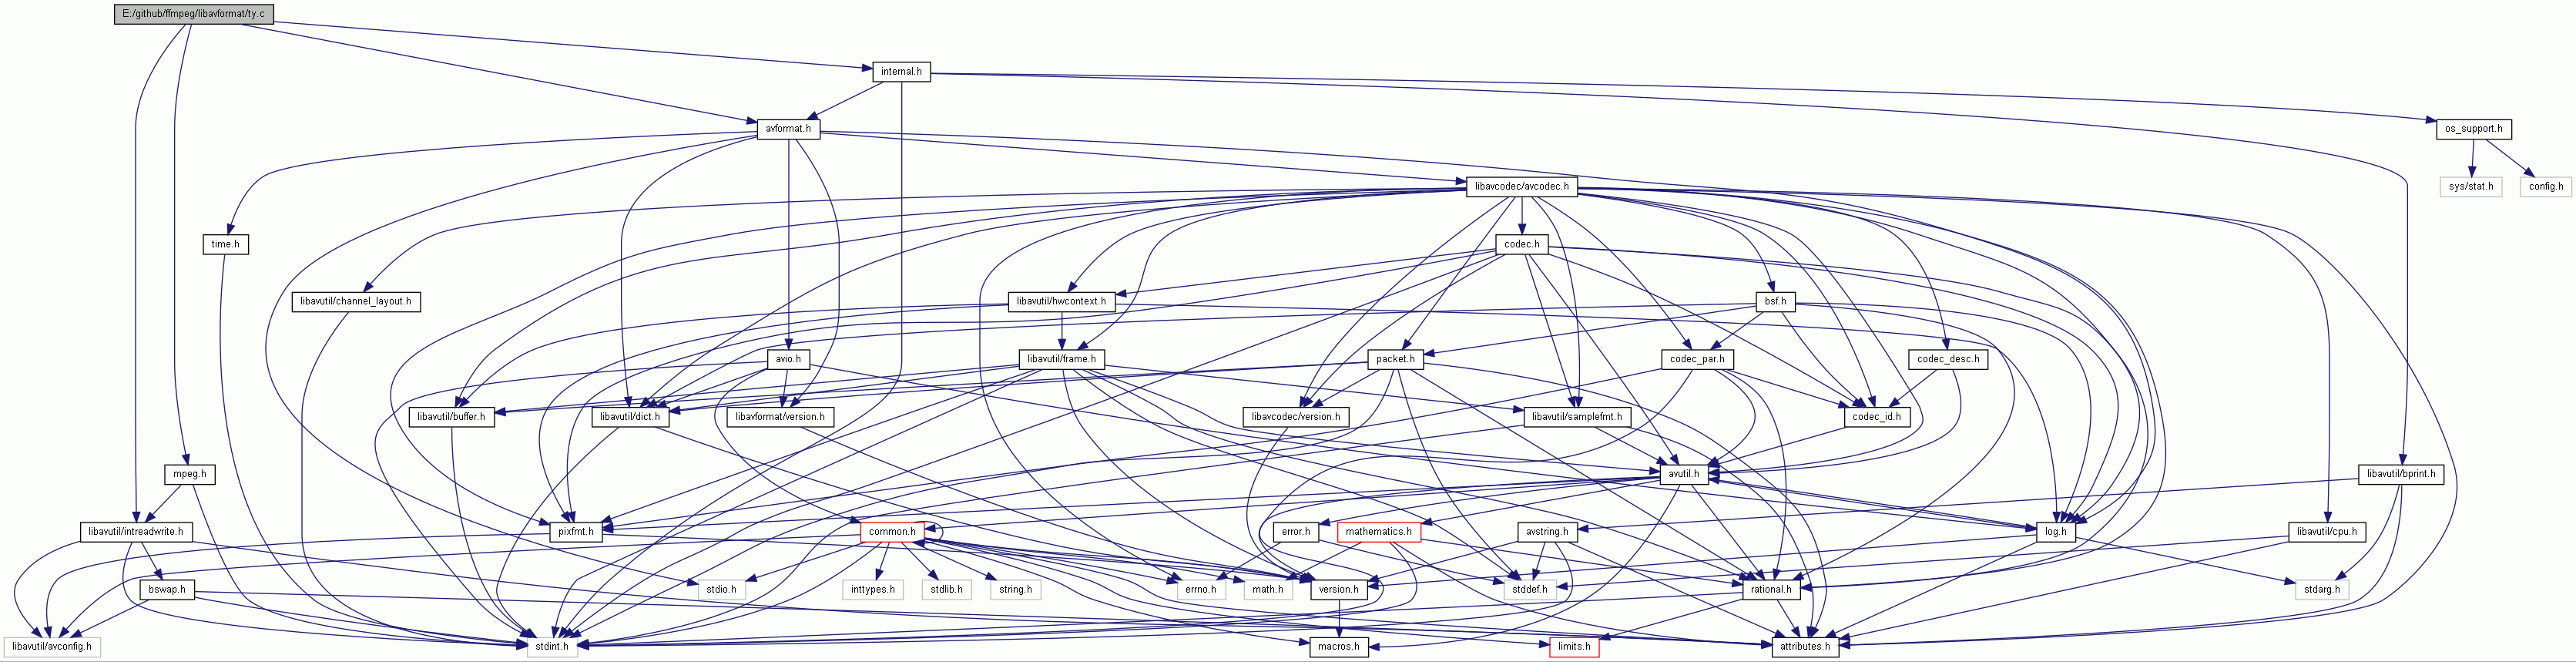 E:/github/ffmpeg/libavformat/ty.c
internal.h
avformat.h
os_support.h
libavcodec/avcodec.h
sys/stat.h
config.h
time.h
codec.h
libavutil/channel_layout.h
libavutil/hwcontext.h
bsf.h
avio.h
libavutil/frame.h
packet.h
codec_par.h
codec_desc.h
libavutil/buffer.h
libavutil/dict.h
libavformat/version.h
libavcodec/version.h
libavutil/samplefmt.h
codec_id.h
mpeg.h
avutil.h
libavutil/bprint.h
libavutil/intreadwrite.h
pixfmt.h
common.h
error.h
mathematics.h
avstring.h
log.h
libavutil/cpu.h
bswap.h
stdio.h
inttypes.h
stdlib.h
string.h
errno.h
math.h
version.h
stddef.h
rational.h
stdarg.h
libavutil/avconfig.h
stdint.h
macros.h
limits.h
attributes.h